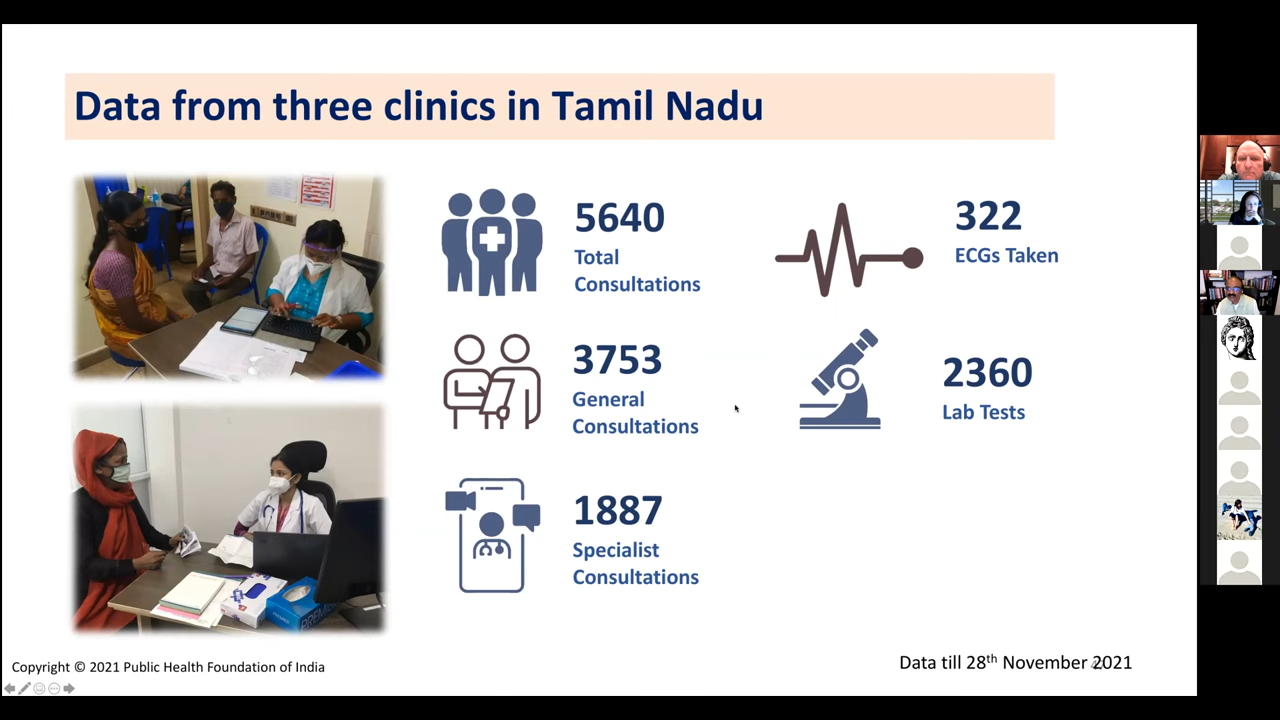 Data from three clinics in Tamil Nadu
5640
Total
Consultations
322
ECGs Taken
3753
General
Consultations
2360
Lab Tests
1887
Specialist
Consultations
Copyright © 2021 Public Health Foundation of India
Data till 28th November 2021